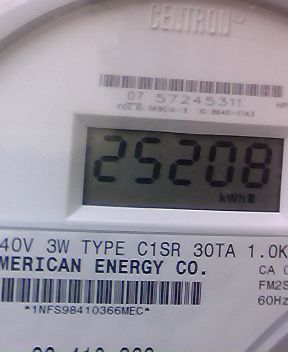 CENTRON®
07 57245311
25208
kWh
40V 3W TYPE C1SR 30TA 1.0K
MERICAN ENERGY CO.
CA 0
FM2S
60Hz
*1NFS98410366MEC*